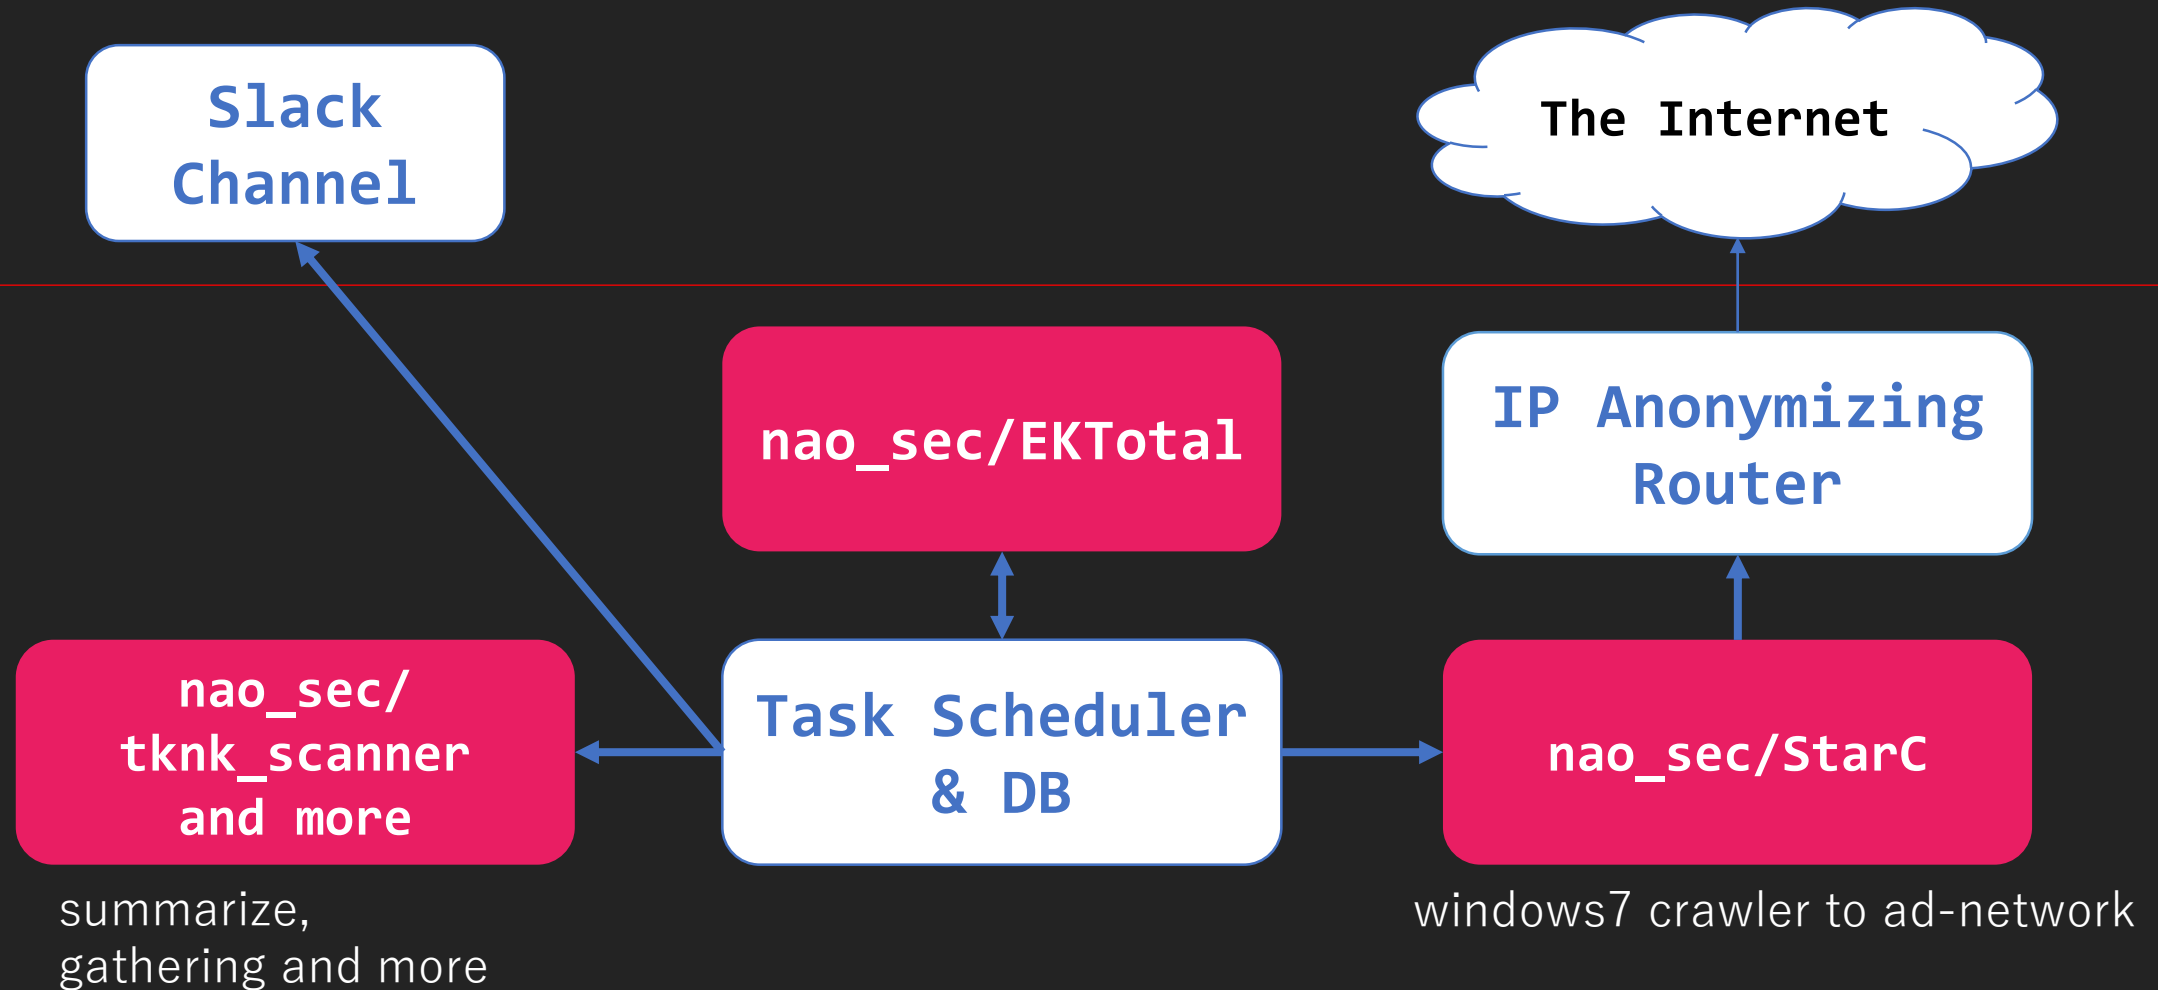 Slack
Channel
The Internet
nao_sec/EKTotal
IP Anonymizing
Router
nao_sec/
tknk_scanner
and more
Task Scheduler
& DB
nao_sec/StarC
summarize,
gathering and more
windows7 crawler to ad-network